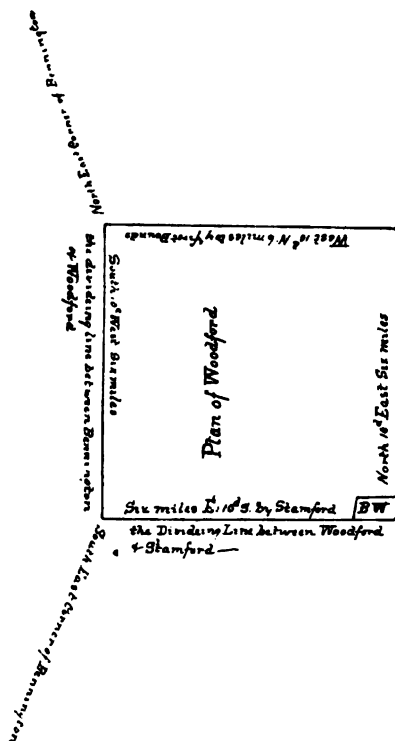 North East Corner of Bennington
West 10d N. 6 miles by first Bounds
the dividing line between Bennington
& Woodford
South 10d West Six miles
Plan of Woodford
North 10d East Six miles
Six miles E. 10d S. by Stamford
B W
the Dividing Line between Woodford
& Stamford —
South East Corner of Bennington